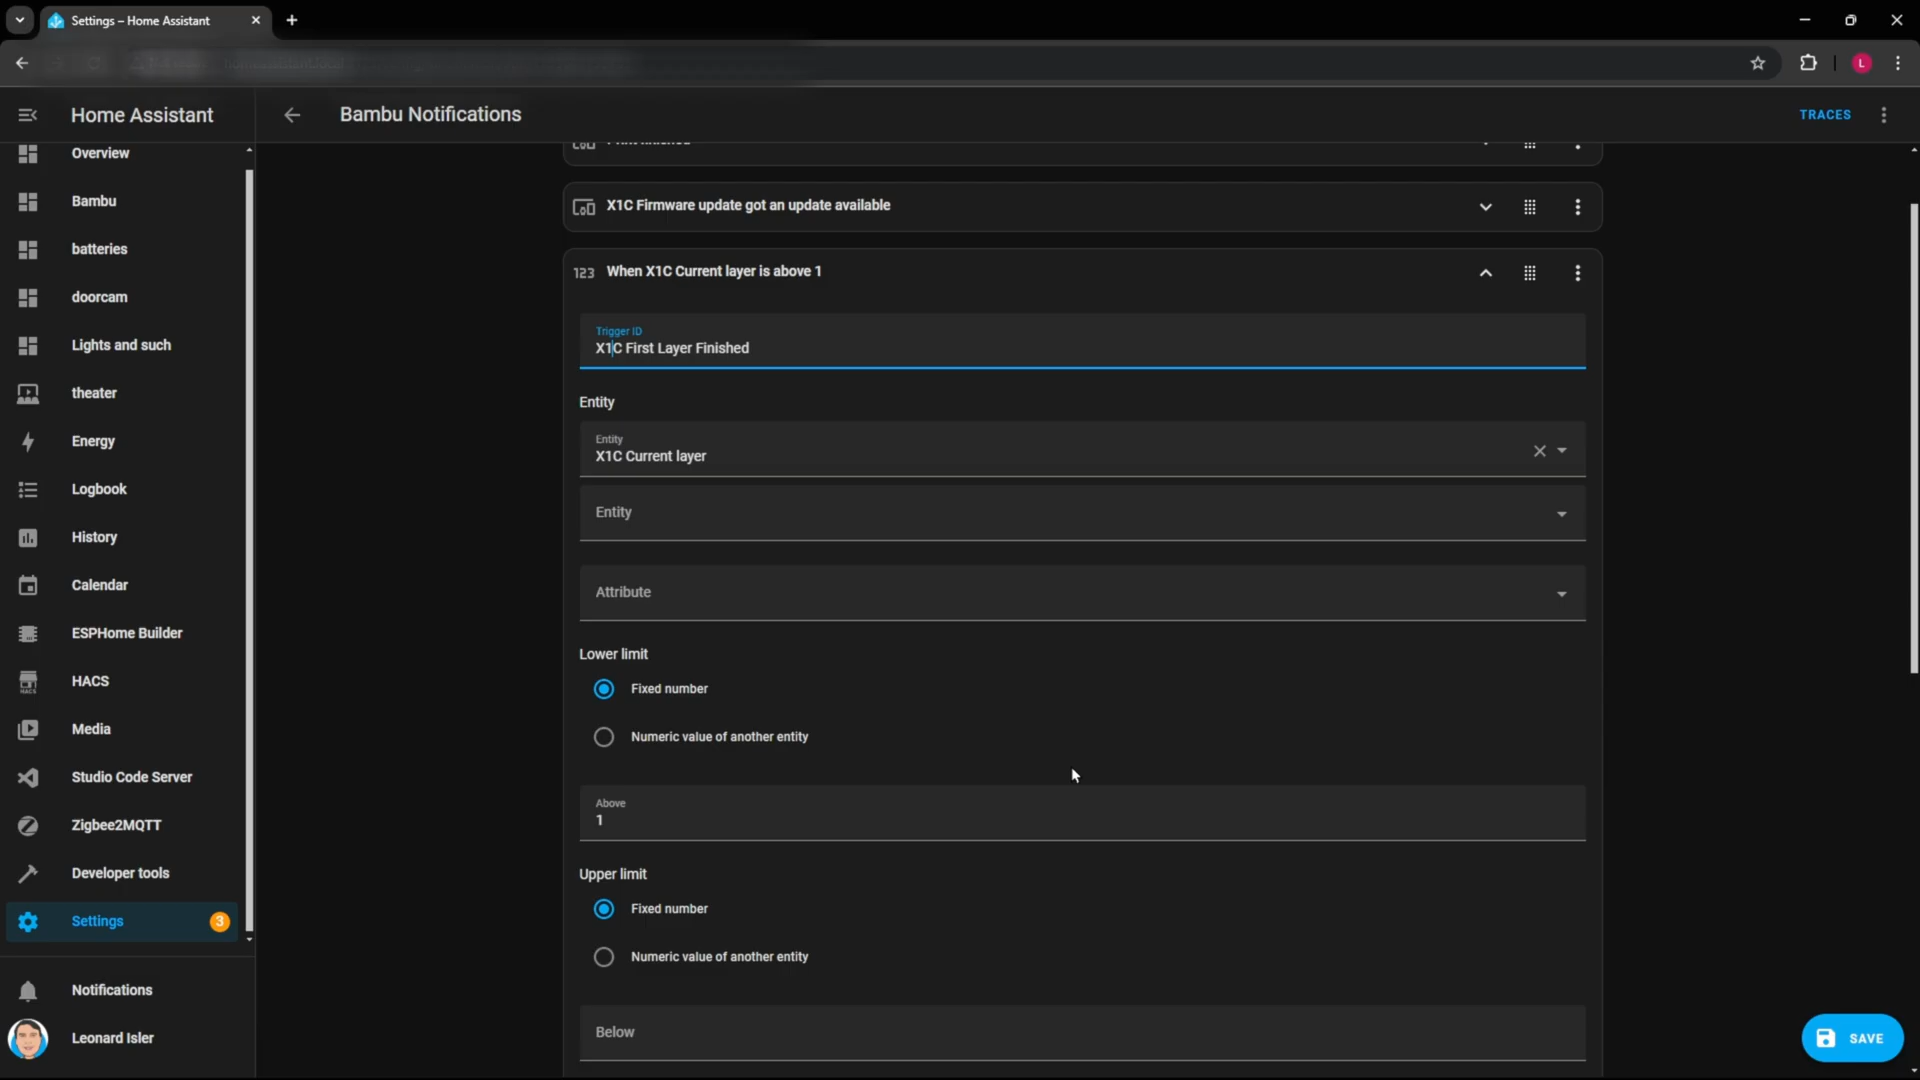 Settings – Home Assistant
L
Home Assistant
Bambu Notifications
TRACES
Overview
Bambu
batteries
doorcam
Lights and such
theater
Energy
Logbook
History
Calendar
ESPHome Builder
HACS
HACS
Media
Studio Code Server
Zigbee2MQTT
Developer tools
Settings
3
Notifications
Leonard Isler
X1C Firmware update got an update available
123
When X1C Current layer is above 1
Trigger ID
X1C First Layer Finished
Entity
Entity
X1C Current layer
Entity
Attribute
Lower limit
Fixed number
Numeric value of another entity
Above
1
Upper limit
Fixed number
Numeric value of another entity
Below
SAVE